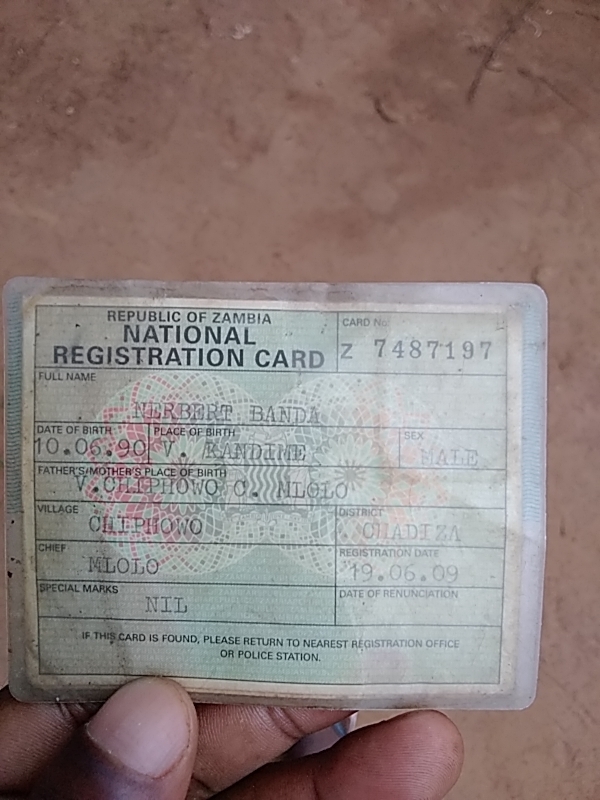 REPUBLIC OF ZAMBIA
NATIONAL
REGISTRATION CARD
CARD No.
Z 7487197
FULL NAME
NERBERT BANDA
DATE OF BIRTH
10.06.90
PLACE OF BIRTH
V. KANDIME
SEX
MALE
FATHER'S/MOTHER'S PLACE OF BIRTH
V.CHIPHOWO C. MLOLO
VILLAGE
CHIPHOWO
DISTRICT
CHADIZA
CHIEF
MLOLO
REGISTRATION DATE
19.06.09
SPECIAL MARKS
NIL
DATE OF RENUNCIATION
IF THIS CARD IS FOUND, PLEASE RETURN TO NEAREST REGISTRATION OFFICE
OR POLICE STATION.